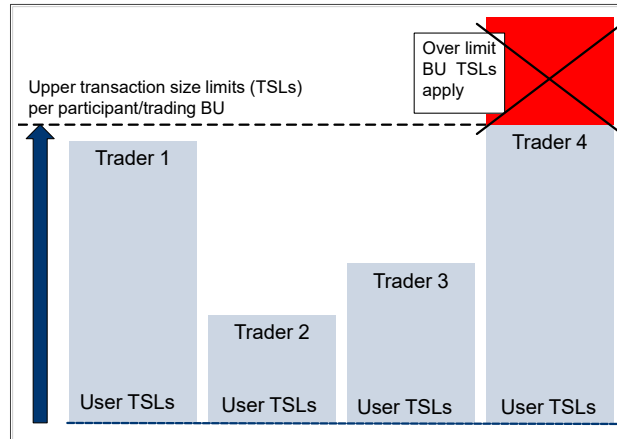 Over limit
BU TSLs
apply
Upper transaction size limits (TSLs)
per participant/trading BU
Trader 1
Trader 4
Trader 3
Trader 2
User TSLs
User TSLs
User TSLs
User TSLs